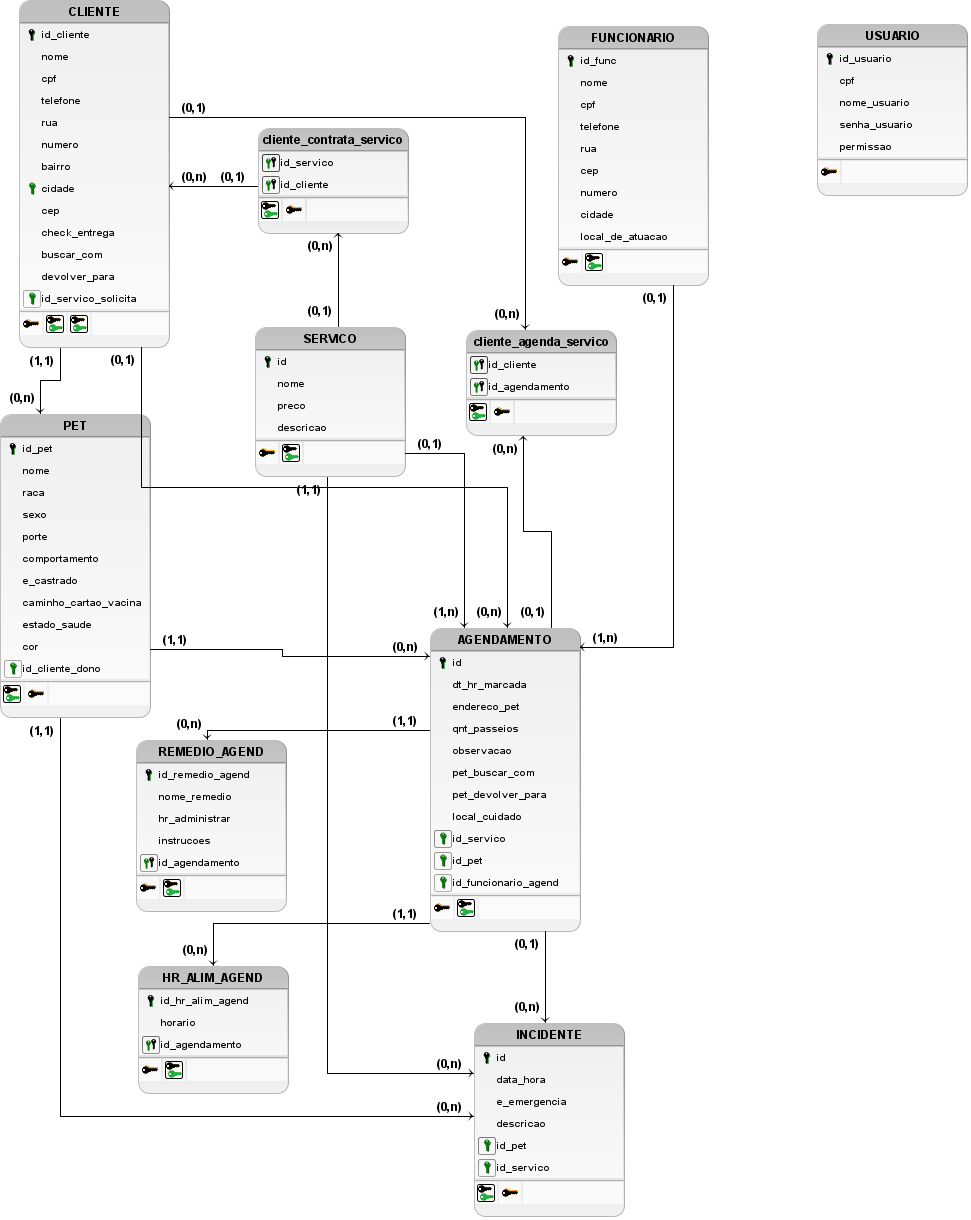 CLIENTE
id_cliente
nome
cpf
telefone
rua
numero
bairro
cidade
cep
check_entrega
buscar_com
devolver_para
id_servico_solicita
(0,1)
(0,n) (0,1)
cliente_contrata_servico
id_servico
id_cliente
(0,n)
(0,1)
FUNCIONARIO
id_func
nome
cpf
telefone
rua
cep
numero
cidade
local_de_atuacao
(0,1)
USUARIO
id_usuario
cpf
nome_usuario
senha_usuario
permissao
(1,1)
(0,1)
(0,n)
SERVICO
id
nome
preco
descricao
(0,1)
(1,1)
(0,n)
cliente_agenda_servico
id_cliente
id_agendamento
(0,n)
PET
id_pet
nome
raca
sexo
porte
comportamento
e_castrado
caminho_cartao_vacina
estado_saude
cor
id_cliente_dono
(1,1)
(0,n)
(1,1)
(1,n)
(0,n)
(0,1)
(1,n)
AGENDAMENTO
id
dt_hr_marcada
endereco_pet
qnt_passeios
observacao
pet_buscar_com
pet_devolver_para
local_cuidado
id_servico
id_pet
id_funcionario_agend
(1,1)
(0,n)
REMEDIO_AGEND
id_remedio_agend
nome_remedio
hr_administrar
instrucoes
id_agendamento
(1,1)
(0,n)
HR_ALIM_AGEND
id_hr_alim_agend
horario
id_agendamento
(0,1)
(0,n)
(0,n)
(0,n)
INCIDENTE
id
data_hora
e_emergencia
descricao
id_pet
id_servico